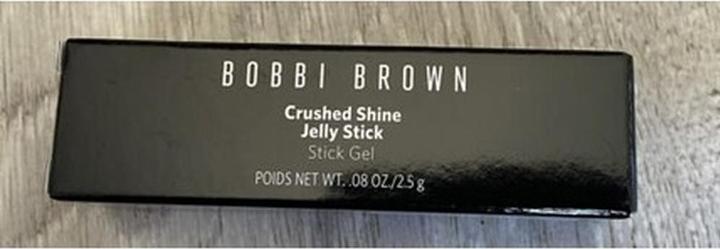 BOBBI BROWN
Crushed Shine
Jelly Stick
Stick Gel
POIDS NET WT. .08 OZ./2.5 g